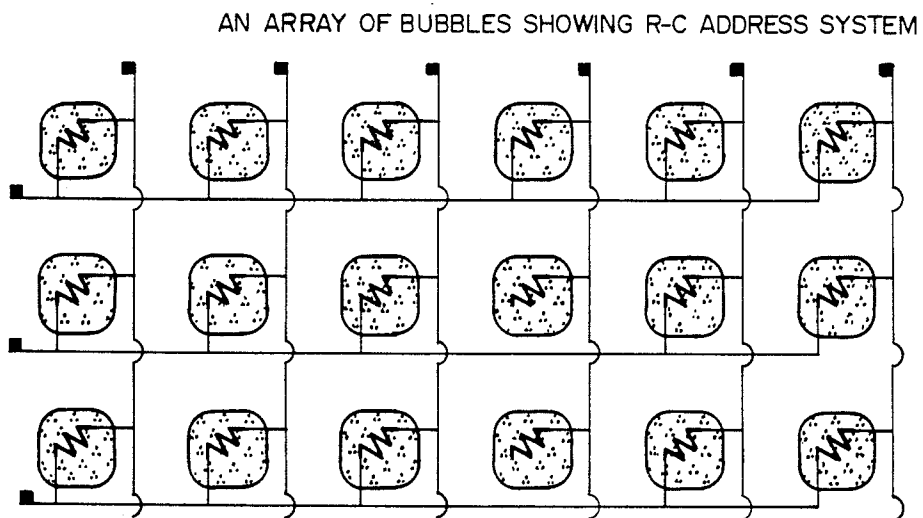 AN ARRAY OF BUBBLES SHOWING R-C ADDRESS SYSTEM